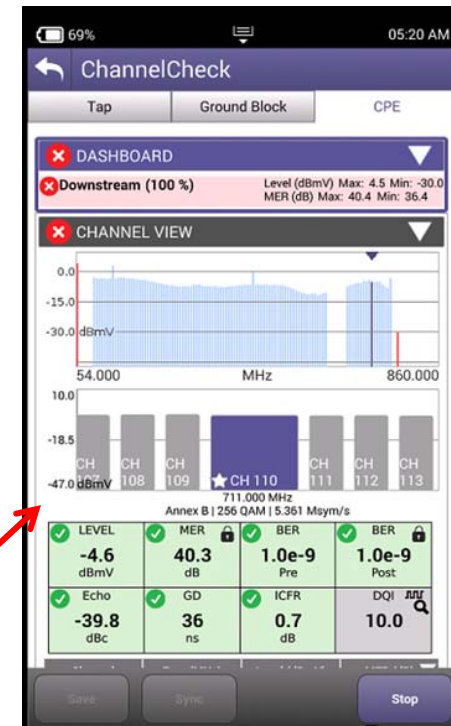 69% 05:20 AM
ChannelCheck
Tap Ground Block CPE
DASHBOARD
Downstream (100 %) Level (dBmV) Max: 4.5 Min: -30.0
MER (dB) Max: 40.4 Min: 36.4
CHANNEL VIEW
0.0
-15.0
-30.0 dBmV
54.000 MHz 860.000
10.0
-18.5
CH CH CH CH CH CH
108 109 CH 110 111 112 113
-47.0 dBmV
711.000 MHz
Annex B | 256 QAM | 5.361 Msym/s
LEVEL MER BER BER
-4.6 40.3 1.0e-9 1.0e-9
dBmV dB Pre Post
Echo GD ICFR DQI
-39.8 36 0.7 10.0
dBc ns dB
Save Sync Stop